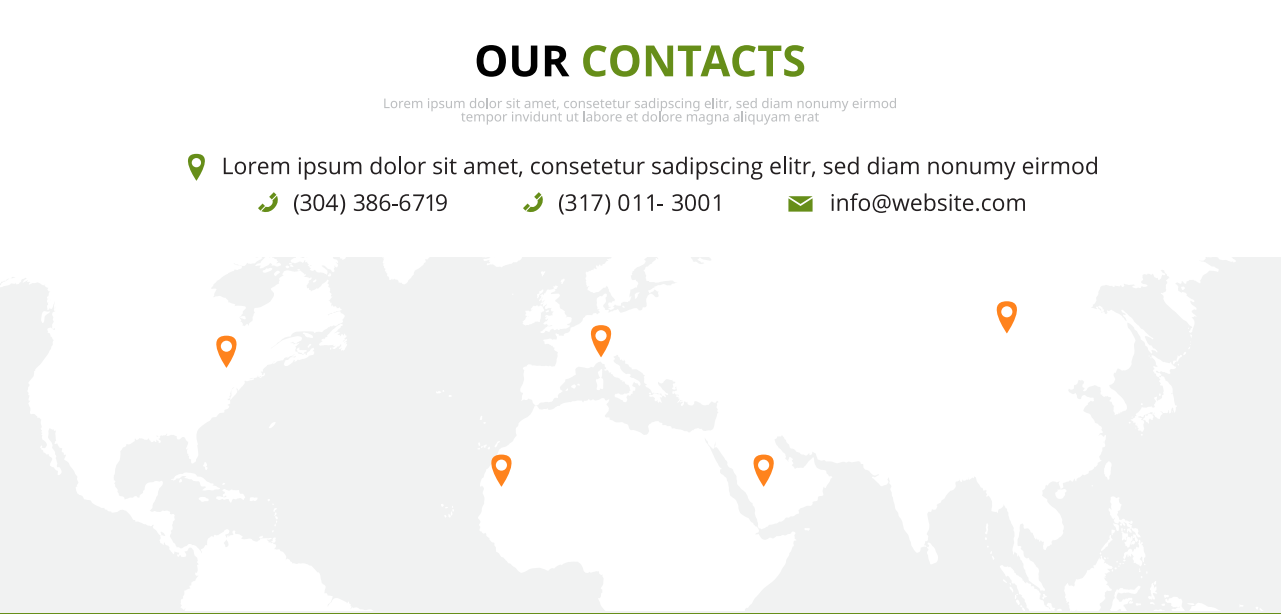 OUR CONTACTS
Lorem ipsum dolor sit amet, consetetur sadipscing elitr, sed diam nonumy eirmod
tempor invidunt ut labore et dolore magna aliquyam erat
Lorem ipsum dolor sit amet, consetetur sadipscing elitr, sed diam nonumy eirmod
(304) 386-6719 (317) 011- 3001 info@website.com